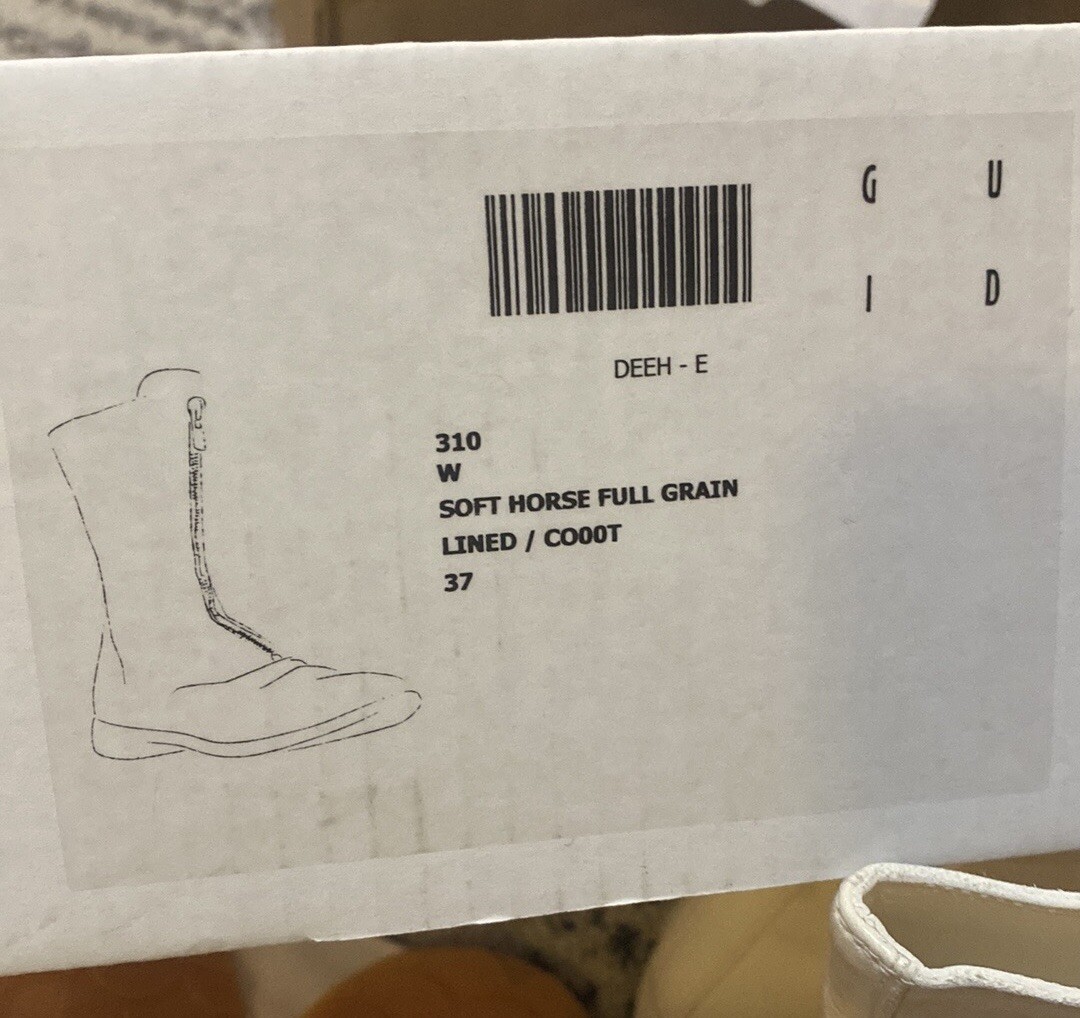 G U
I D
DEEH - E
310
W
SOFT HORSE FULL GRAIN
LINED / CO00T
37